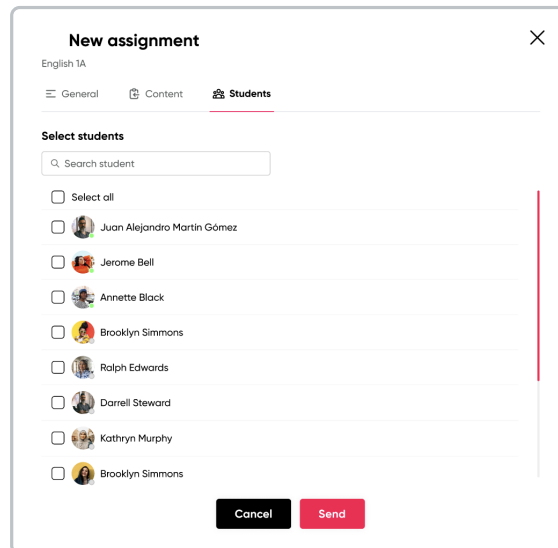 New assignment
English 1A
General Content Students
Select students
Search student
Select all
Juan Alejandro Martín Gómez
Jerome Bell
Annette Black
Brooklyn Simmons
Ralph Edwards
Darrell Steward
Kathryn Murphy
Brooklyn Simmons
Cancel Send